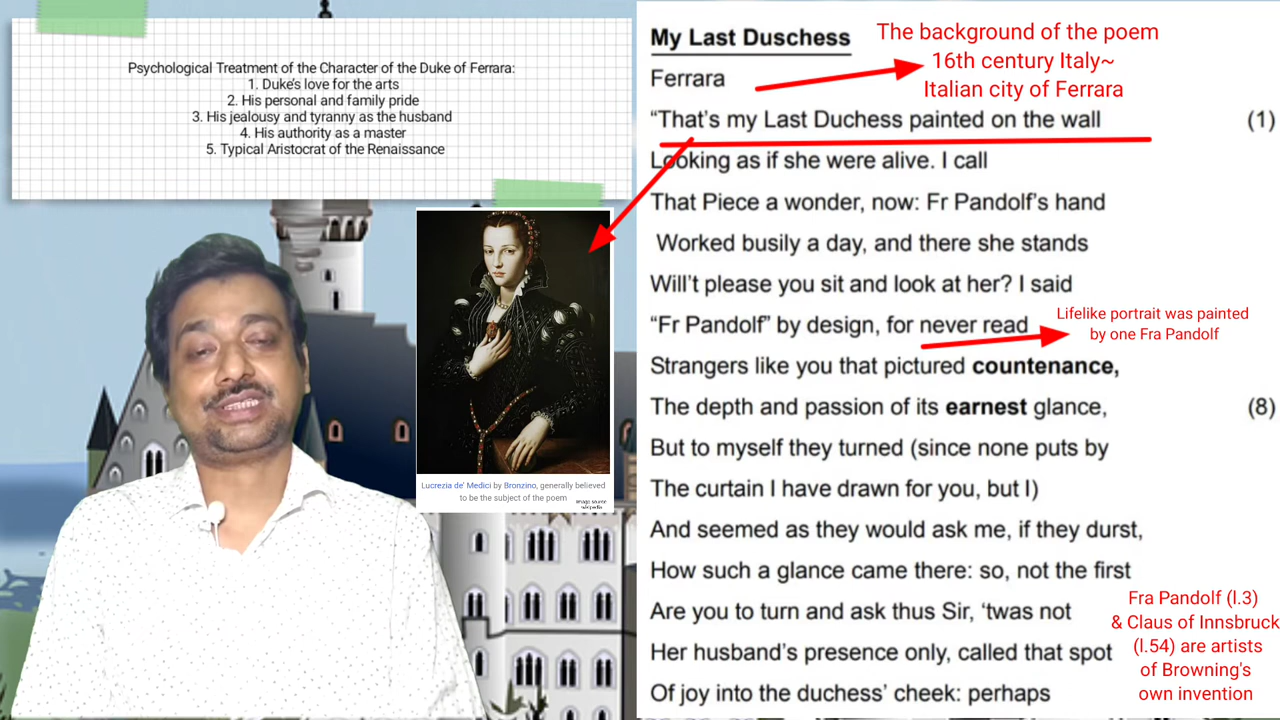 Psychological Treatment of the Character of the Duke of Ferrara:
1. Duke's love for the arts
2. His personal and family pride
3. His jealousy and tyranny as the husband
4. His authority as a master
5. Typical Aristocrat of the Renaissance
Lucrezia de' Medici by Bronzino, generally believed
to be the subject of the poem
Image source
wikipedia
My Last Duschess
The background of the poem
16th century Italy~
Italian city of Ferrara
Ferrara
“That’s my Last Duchess painted on the wall (1)
Looking as if she were alive. I call
That Piece a wonder, now: Fr Pandolf’s hand
Worked busily a day, and there she stands
Will’t please you sit and look at her? I said
“Fr Pandolf” by design, for never read
Lifelike portrait was painted
by one Fra Pandolf
Strangers like you that pictured countenance,
The depth and passion of its earnest glance, (8)
But to myself they turned (since none puts by
The curtain I have drawn for you, but I)
And seemed as they would ask me, if they durst,
How such a glance came there: so, not the first
Are you to turn and ask thus Sir, ‘twas not
Her husband’s presence only, called that spot
Of joy into the duchess’ cheek: perhaps
Fra Pandolf (l.3)
& Claus of Innsbruck
(l.54) are artists
of Browning's
own invention